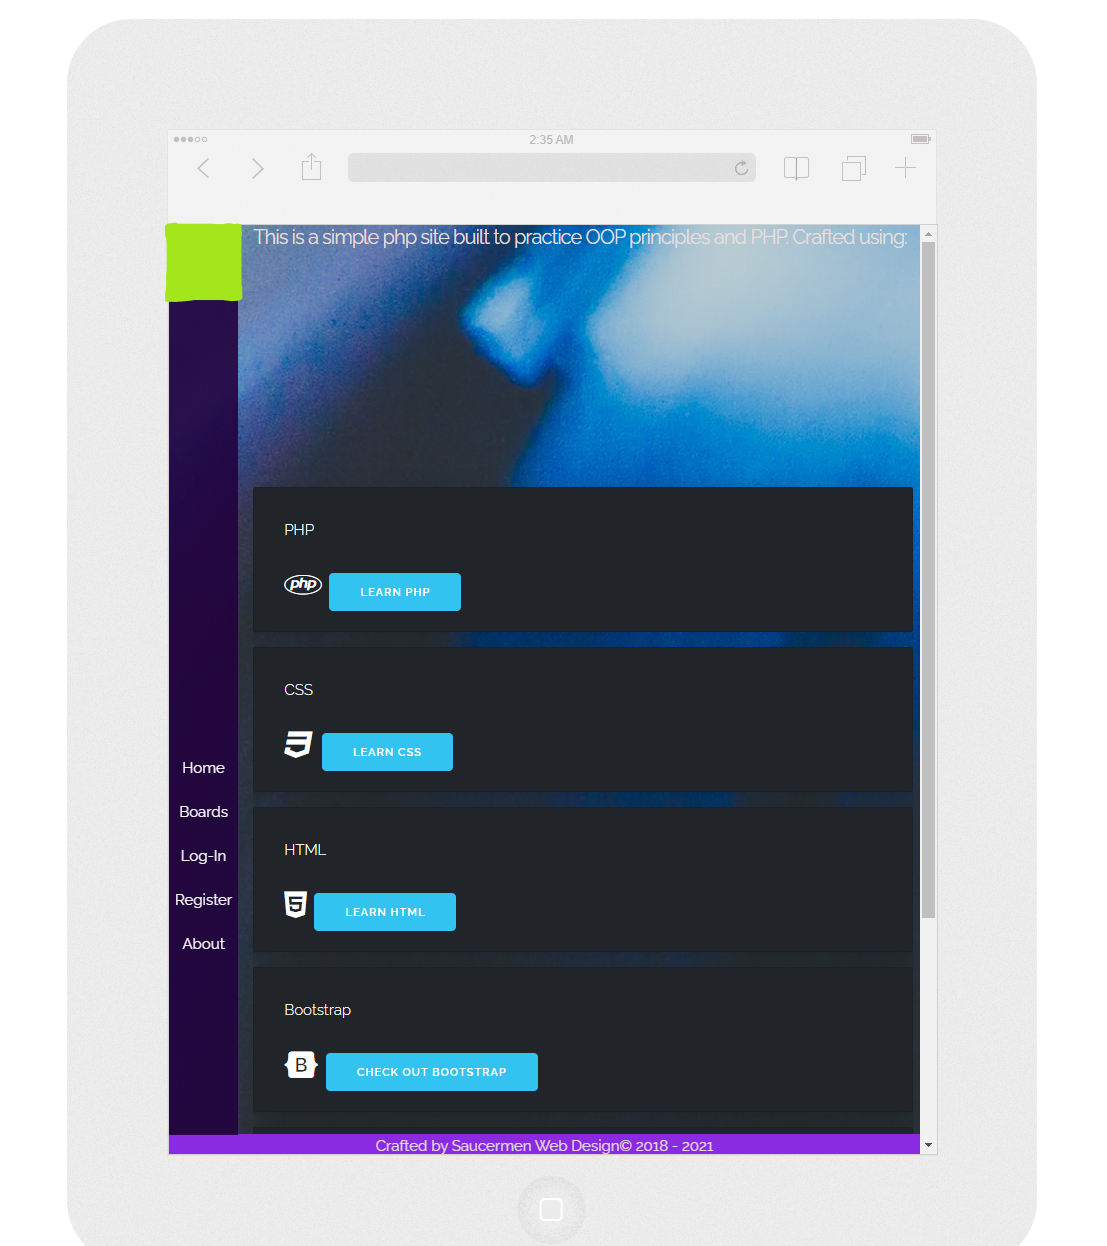 2:35 AM
This is a simple php site built to practice OOP principles and PHP. Crafted using:
PHP
php
LEARN PHP
CSS
3
LEARN CSS
Home
Boards
Log-In
HTML
5
LEARN HTML
Register
About
Bootstrap
B
CHECK OUT BOOTSTRAP
Crafted by Saucermen Web Design© 2018 - 2021